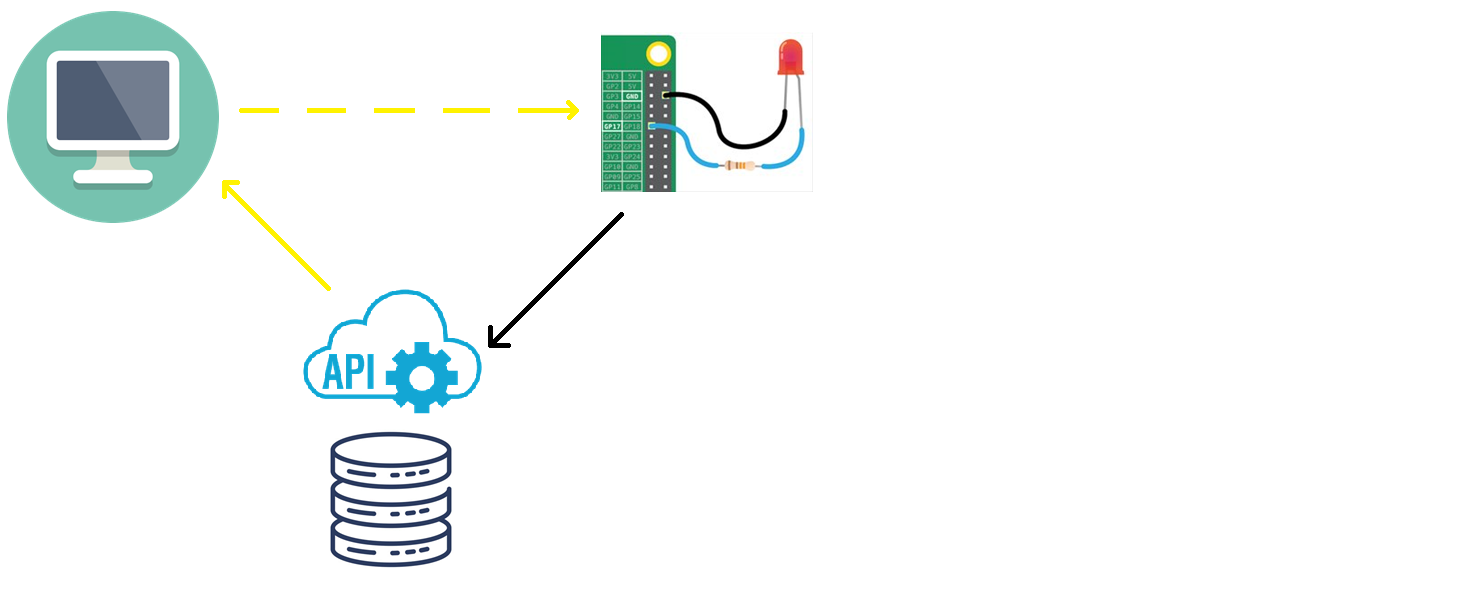 3V3 5V
GP2 5V
GP3 GND
GP4 GP14
GND GP15
GP17 GP18
GP27 GND
GP22 GP23
3V3 GP24
GP10 GND
GP09 GP25
GP11 GP8
API